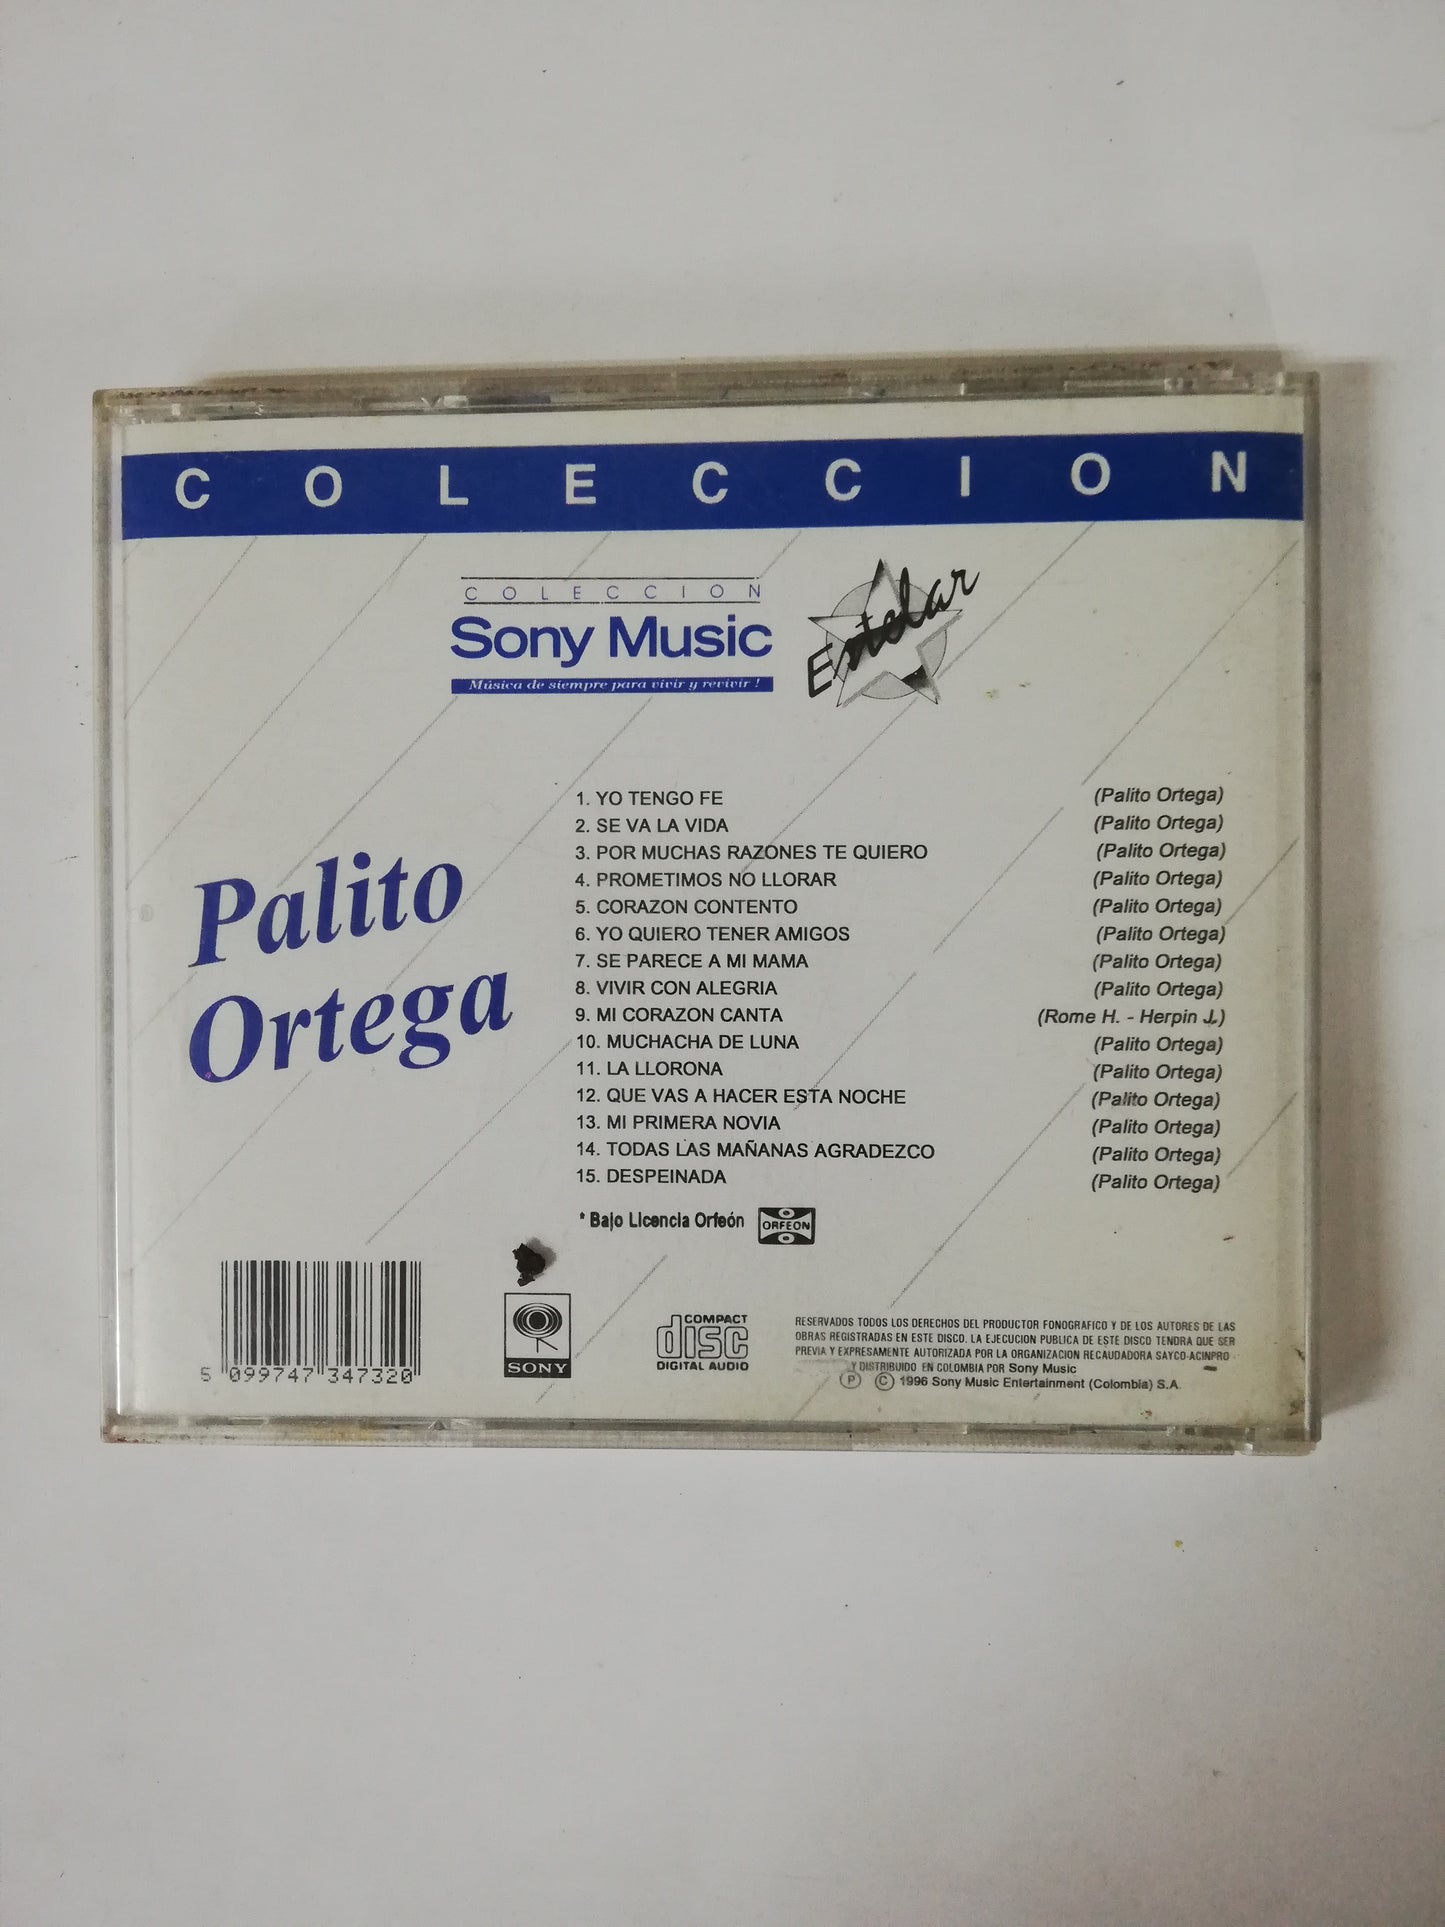 COLECCION
COLECCION
Sony Music
Música de siempre para vivir y revivir !
Estelar
Palito
Ortega
1. YO TENGO FE (Palito Ortega)
2. SE VA LA VIDA (Palito Ortega)
3. POR MUCHAS RAZONES TE QUIERO (Palito Ortega)
4. PROMETIMOS NO LLORAR (Palito Ortega)
5. CORAZON CONTENTO (Palito Ortega)
6. YO QUIERO TENER AMIGOS (Palito Ortega)
7. SE PARECE A MI MAMA (Palito Ortega)
8. VIVIR CON ALEGRIA (Palito Ortega)
9. MI CORAZON CANTA (Rome H. - Herpin J.)
10. MUCHACHA DE LUNA (Palito Ortega)
11. LA LLORONA (Palito Ortega)
12. QUE VAS A HACER ESTA NOCHE (Palito Ortega)
13. MI PRIMERA NOVIA (Palito Ortega)
14. TODAS LAS MAÑANAS AGRADEZCO (Palito Ortega)
15. DESPEINADA (Palito Ortega)
* Bajo Licencia Orfeón
ORFEON
5 099747 347320
SONY
COMPACT
disc
DIGITAL AUDIO
RESERVADOS TODOS LOS DERECHOS DEL PRODUCTOR FONOGRAFICO Y DE LOS AUTORES DE LAS
OBRAS REGISTRADAS EN ESTE DISCO. LA EJECUCION PUBLICA DE ESTE DISCO TENDRA QUE SER
PREVIA Y EXPRESAMENTE AUTORIZADA POR LA ORGANIZACION RECAUDADORA SAYCO-ACINPRO
Y DISTRIBUIDO EN COLOMBIA POR Sony Music
Ⓟ © 1996 Sony Music Entertainment (Colombia) S.A.